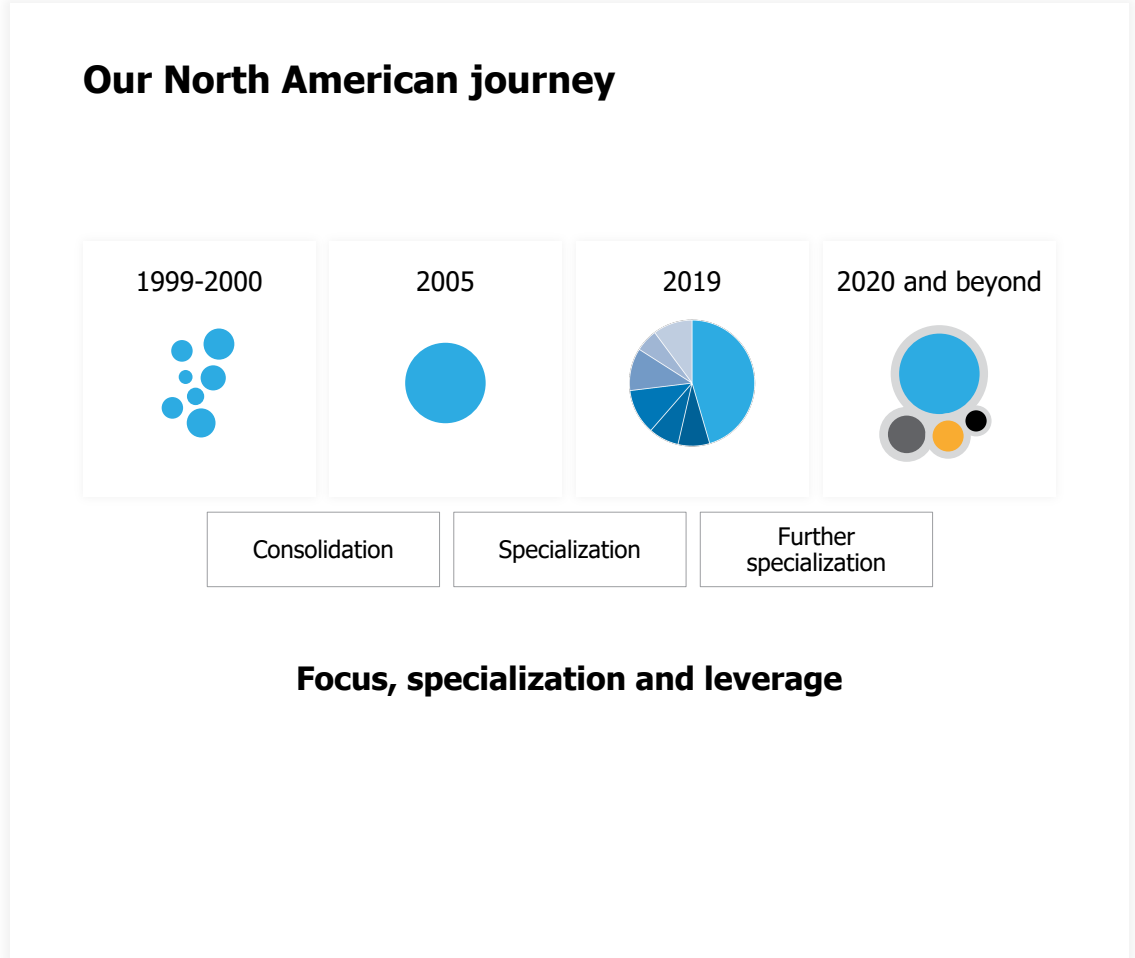 Our North American journey
1999-2000
2005
2019
2020 and beyond
Consolidation
Specialization
Further
specialization
Focus, specialization and leverage